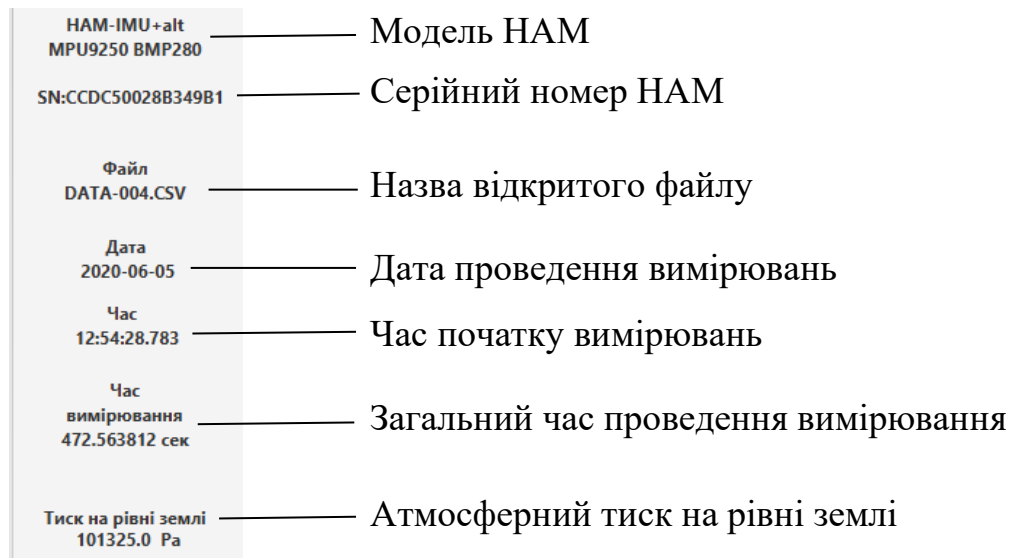 HAM-IMU+alt
MPU9250 BMP280
Модель НАМ
SN:CCDC50028B349B1
Серійний номер НАМ
Файл
DATA-004.CSV
Назва відкритого файлу
Дата
2020-06-05
Дата проведення вимірювань
Час
12:54:28.783
Час початку вимірювань
Час
вимірювання
472.563812 сек
Загальний час проведення вимірювання
Тиск на рівні землі
101325.0 Pa
Атмосферний тиск на рівні землі